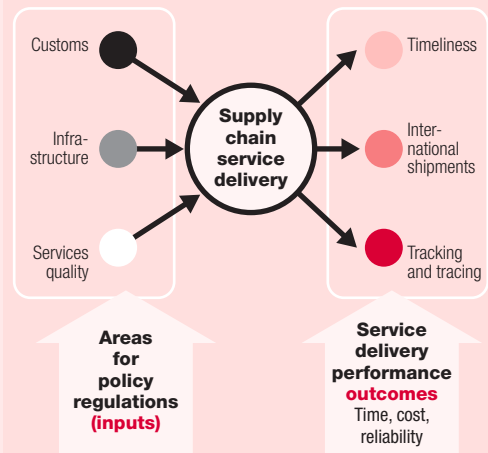 Customs
Infra-
structure
Services
quality
Supply
chain
service
delivery
Timeliness
Inter-
national
shipments
Tracking
and tracing
Areas
for
policy
regulations
(inputs)
Service
delivery
performance
outcomes
Time, cost,
reliability